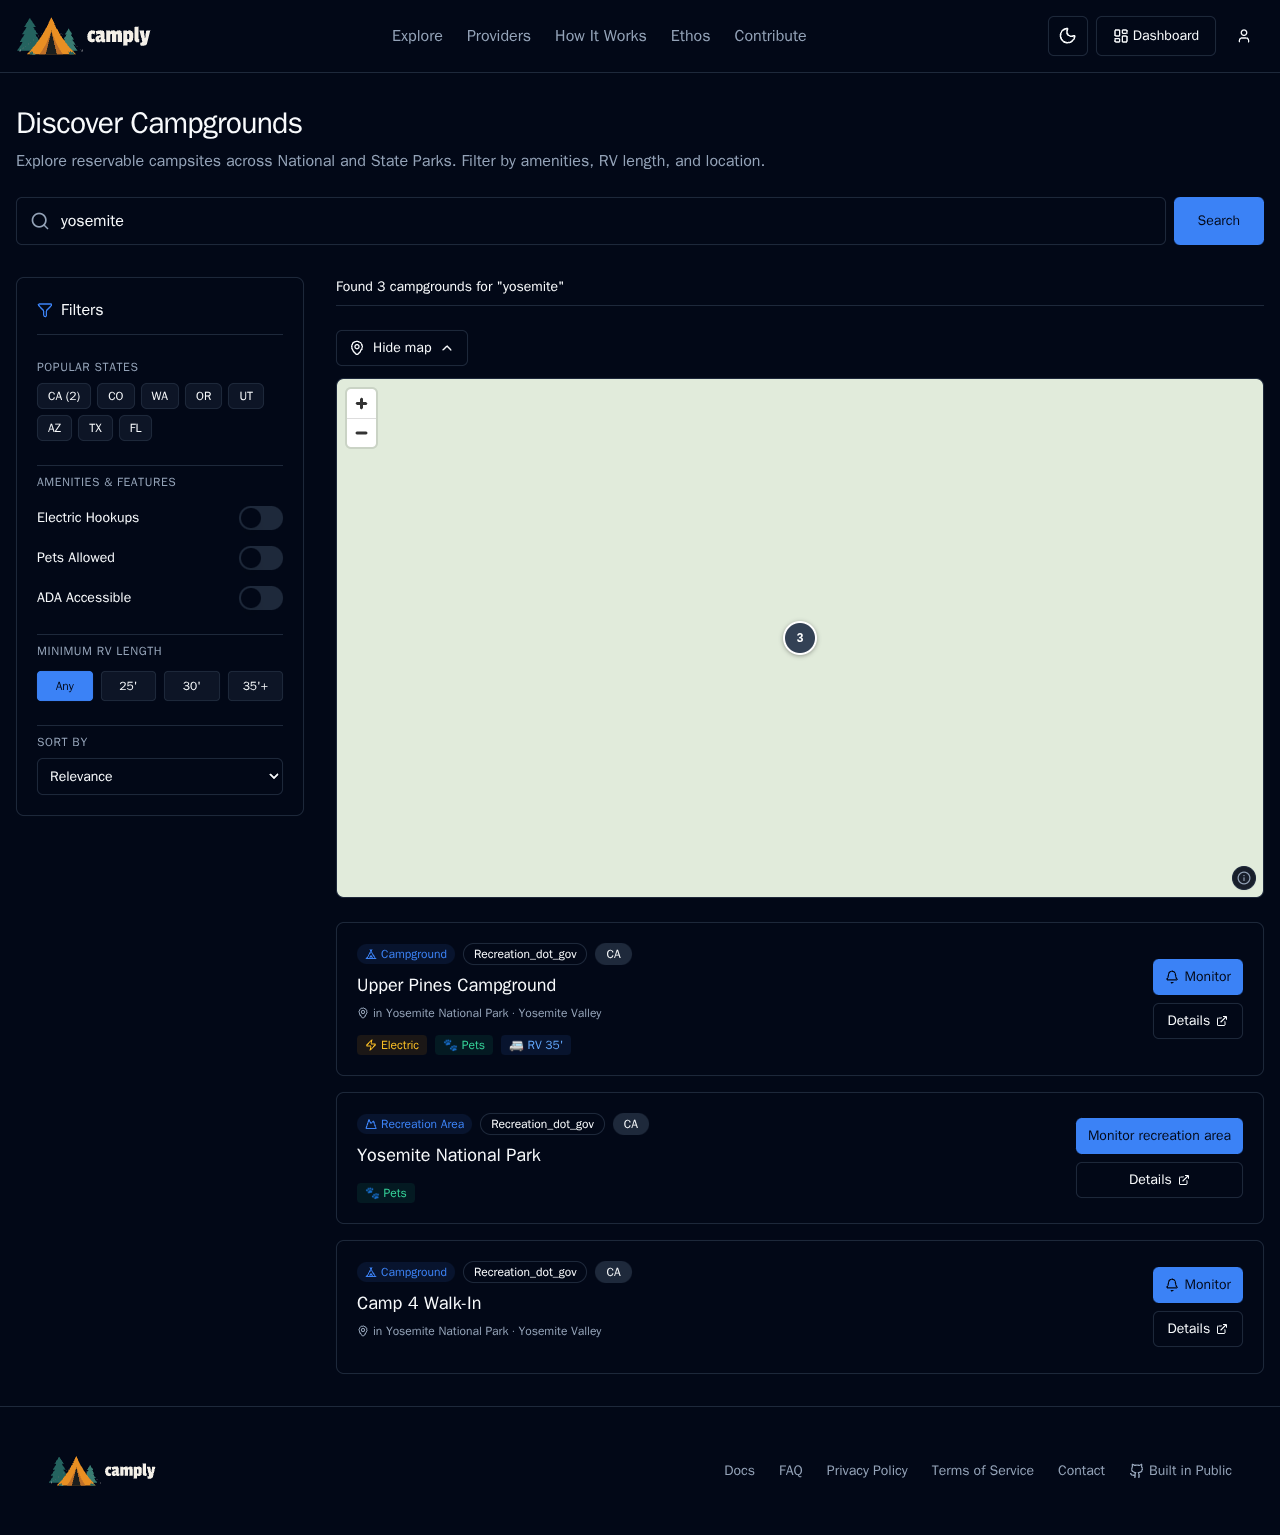 camply
Explore Providers How It Works Ethos Contribute
Dashboard
Discover Campgrounds
Explore reservable campsites across National and State Parks. Filter by amenities, RV length, and location.
yosemite
Search
Filters
POPULAR STATES
CA (2) CO WA OR UT
AZ TX FL
AMENITIES & FEATURES
Electric Hookups
Pets Allowed
ADA Accessible
MINIMUM RV LENGTH
Any 25' 30' 35'+
SORT BY
Relevance
Found 3 campgrounds for "yosemite"
Hide map
3
Campground Recreation_dot_gov CA
Upper Pines Campground
in Yosemite National Park · Yosemite Valley
Electric Pets RV 35'
Monitor
Details
Recreation Area Recreation_dot_gov CA
Yosemite National Park
Pets
Monitor recreation area
Details
Campground Recreation_dot_gov CA
Camp 4 Walk-In
in Yosemite National Park · Yosemite Valley
Monitor
Details
camply
Docs FAQ Privacy Policy Terms of Service Contact Built in Public